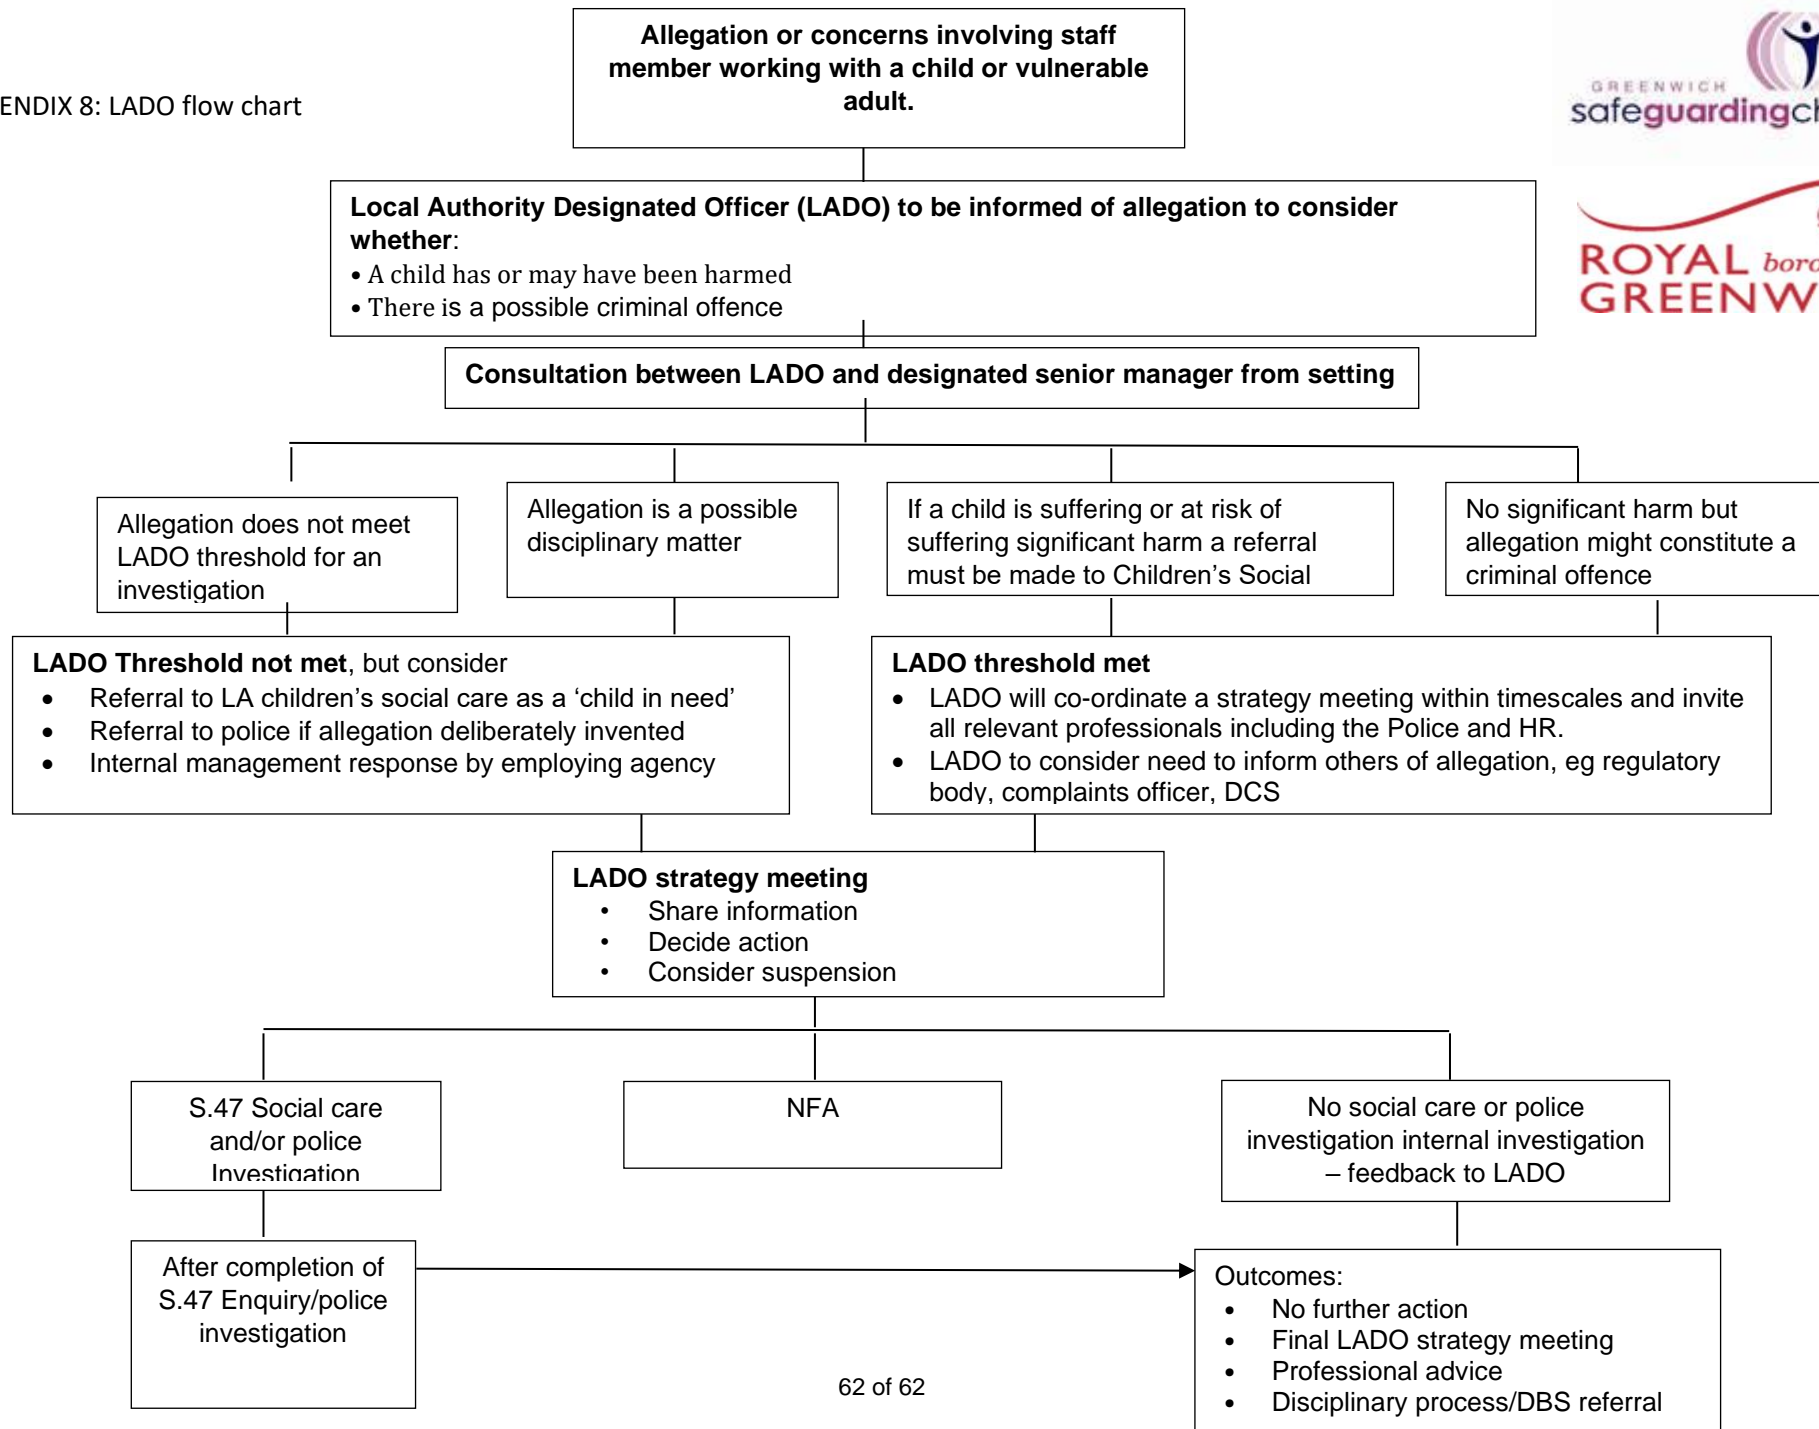 Allegation or concerns involving staff
member working with a child or vulnerable
adult.
ENDIX 8: LADO flow chart
GREENWICH
safeguardingch
ROYAL boro
GREENW
Local Authority Designated Officer (LADO) to be informed of allegation to consider
whether:
• A child has or may have been harmed
• There is a possible criminal offence
Consultation between LADO and designated senior manager from setting
Allegation does not meet
LADO threshold for an
investigation
Allegation is a possible
disciplinary matter
If a child is suffering or at risk of
suffering significant harm a referral
must be made to Children’s Social
No significant harm but
allegation might constitute a
criminal offence
LADO Threshold not met, but consider
• Referral to LA children’s social care as a ‘child in need’
• Referral to police if allegation deliberately invented
• Internal management response by employing agency
LADO threshold met
• LADO will co-ordinate a strategy meeting within timescales and invite
all relevant professionals including the Police and HR.
• LADO to consider need to inform others of allegation, eg regulatory
body, complaints officer, DCS
LADO strategy meeting
• Share information
• Decide action
• Consider suspension
S.47 Social care
and/or police
Investigation
NFA
No social care or police
investigation internal investigation
– feedback to LADO
After completion of
S.47 Enquiry/police
investigation
Outcomes:
• No further action
• Final LADO strategy meeting
• Professional advice
• Disciplinary process/DBS referral
62 of 62